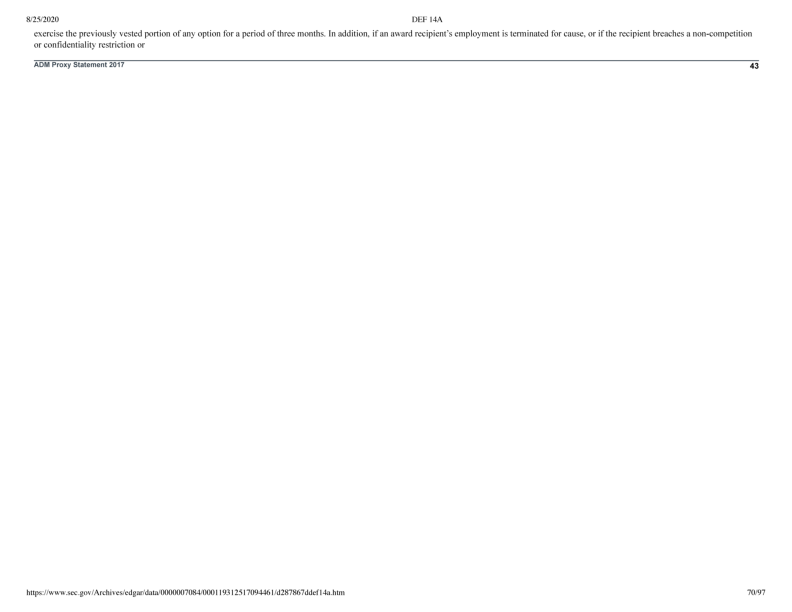 8/25/2020 DEF 14A
exercise the previously vested portion of any option for a period of three months. In addition, if an award recipient’s employment is terminated for cause, or if the recipient breaches a non-competition
or confidentiality restriction or
ADM Proxy Statement 2017 43
https://www.sec.gov/Archives/edgar/data/0000007084/000119312517094461/d287867ddef14a.htm 70/97